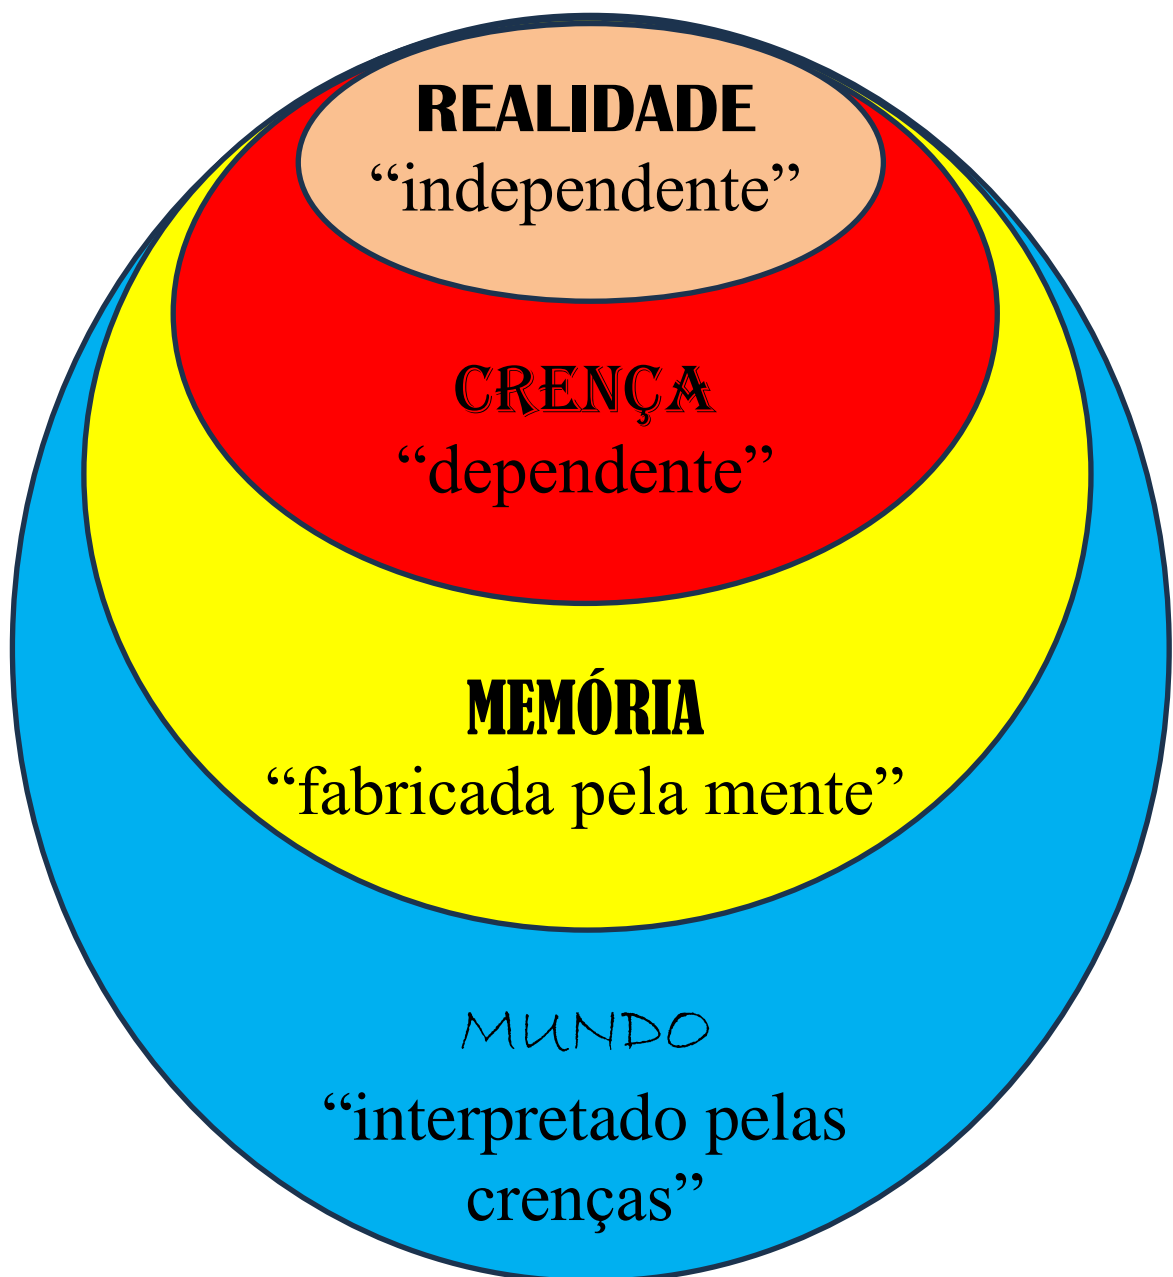 REALIDADE
“independente”
CRENÇA
“dependente”
MEMÓRIA
“fabricada pela mente”
MUNDO
“interpretado pelas
crenças”